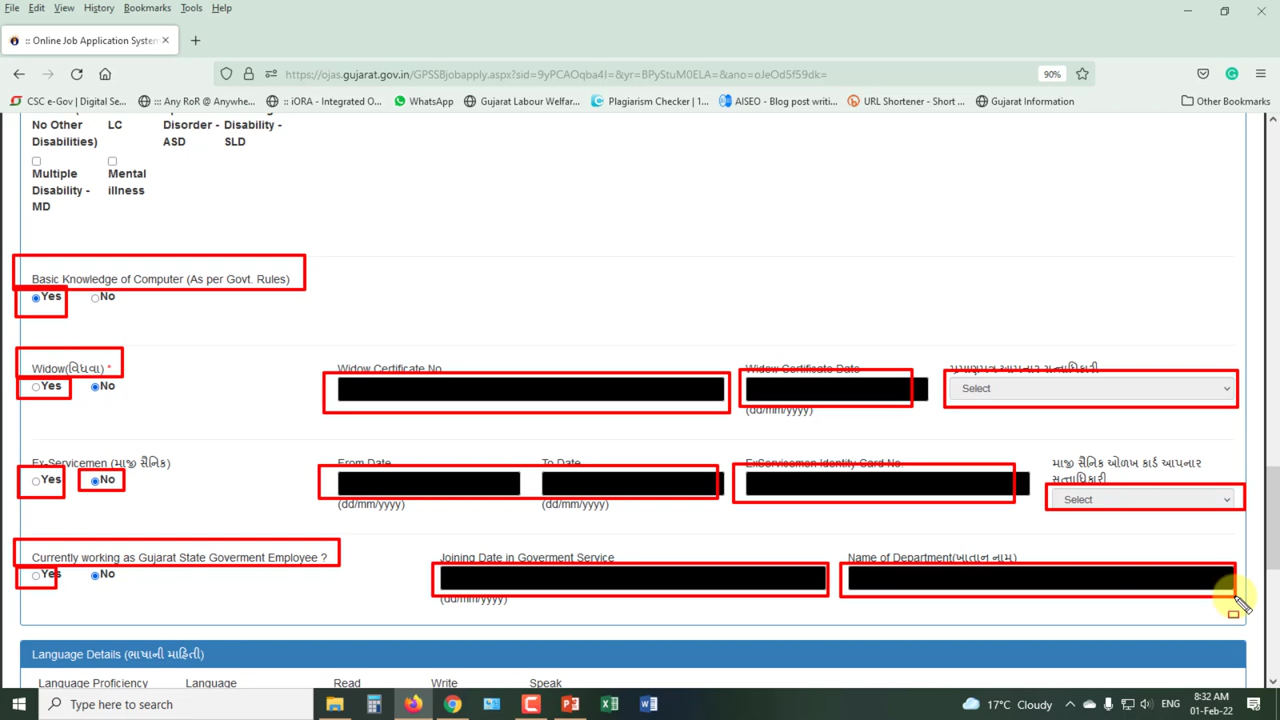 File Edit View History Bookmarks Tools Help
:: Online Job Application System
https://ojas.gujarat.gov.in/GPSSBjobapply.aspx?sid=9yPCAOqba4I=&yr=BPyStuM0ELA=&ano=oJeOd5f59dk= 90%
CSC e-Gov | Digital Se... ::: Any RoR @ Anywhe... :: iORA - Integrated O... WhatsApp Gujarat Labour Welfar... Plagiarism Checker | 1... AISEO - Blog post writi... URL Shortener - Short ... Gujarat Information Other Bookmarks
No Other LC Disorder - Disability -
Disabilities) ASD SLD
Multiple Mental
Disability - illness
MD
Basic Knowledge of Computer (As per Govt. Rules)
Yes No
Widow(વિધવા) * Widow Certificate No. Widow Certificate Date પ્રમાણપત્ર આપનાર સત્તાધિકારી
Yes No Select
(dd/mm/yyyy)
Ex-Servicemen (માજી સૈનિક) From Date To Date ExServicemen Identity Card No. માજી સૈનિક ઓળખ કાર્ડ આપનાર
સત્તાધિકારી
Yes No Select
(dd/mm/yyyy) (dd/mm/yyyy)
Currently working as Gujarat State Goverment Employee ? Joining Date in Goverment Service Name of Department(ખાતાનું નામ)
Yes No
(dd/mm/yyyy)
Language Details (ભાષાની માહિતી)
Language Proficiency Language Read Write Speak
Type here to search 17°C Cloudy ENG 8:32 AM
01-Feb-22